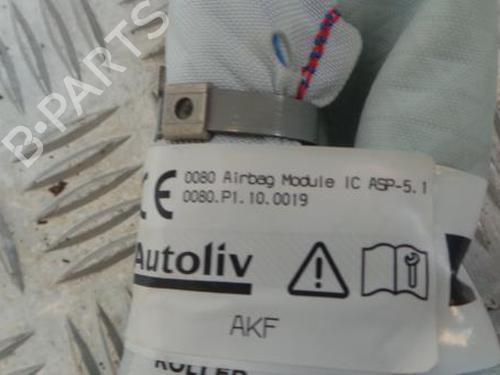 B-PARTS
0080 Airbag Module IC ASP-5.1
0080.P1.10.0019
CE
Autoliv
AKF